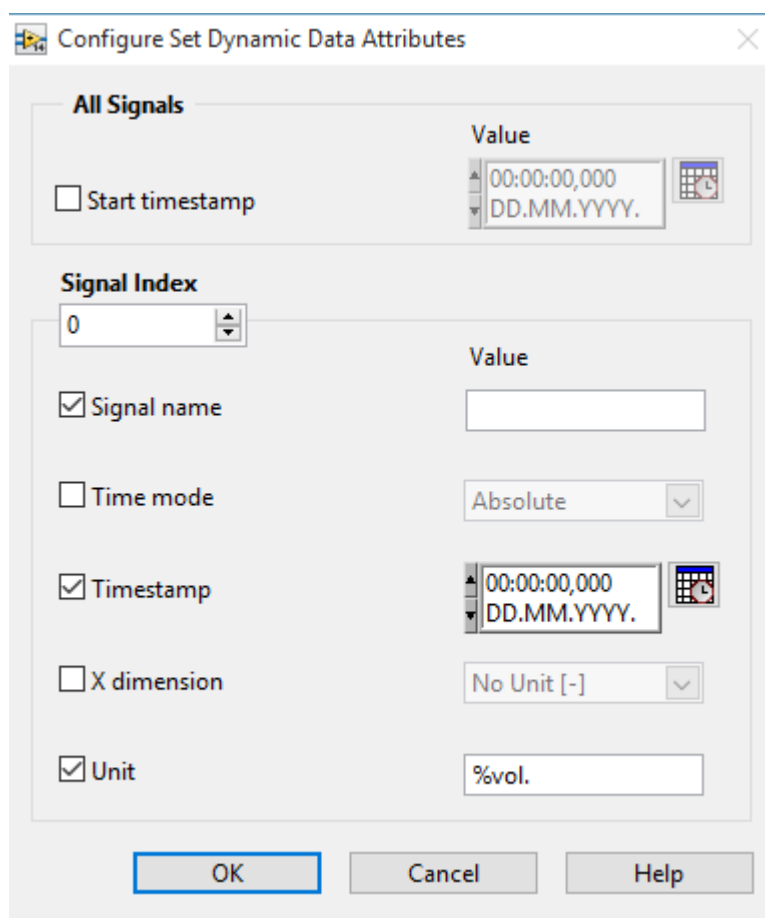 Configure Set Dynamic Data Attributes
All Signals
Value
Start timestamp
00:00:00,000
DD.MM.YYYY.
Signal Index
0
Value
Signal name
Time mode
Absolute
Timestamp
00:00:00,000
DD.MM.YYYY.
X dimension
No Unit [-]
Unit
%vol.
OK
Cancel
Help